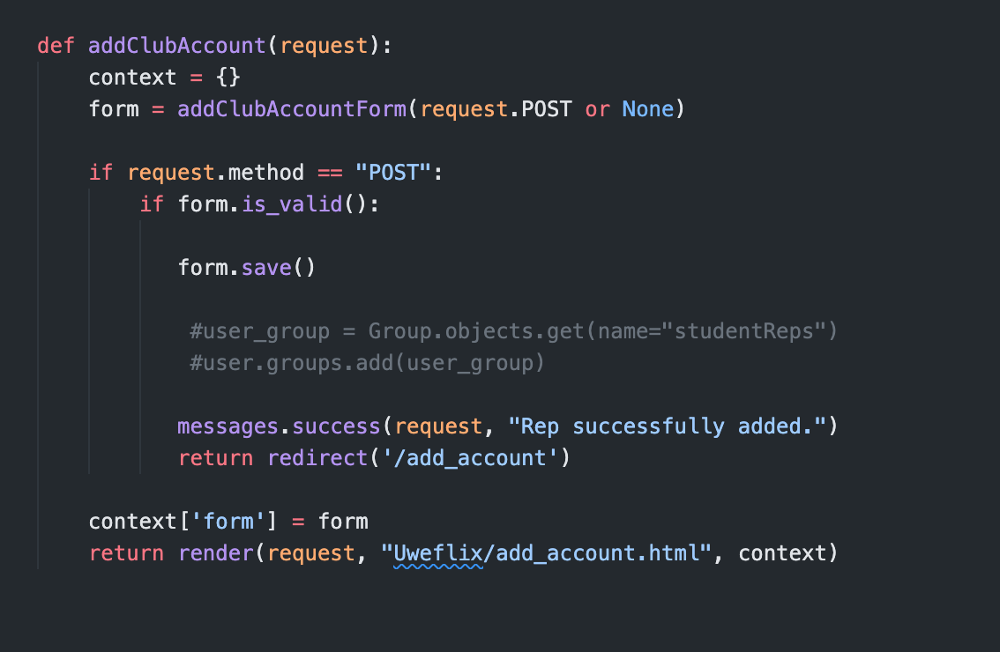 def addClubAccount(request):
    context = {}
    form = addClubAccountForm(request.POST or None)

    if request.method == "POST":
        if form.is_valid():

           form.save()

            #user_group = Group.objects.get(name="studentReps")
            #user.groups.add(user_group)

           messages.success(request, "Rep successfully added.")
           return redirect('/add_account')

    context['form'] = form
    return render(request, "Uweflix/add_account.html", context)